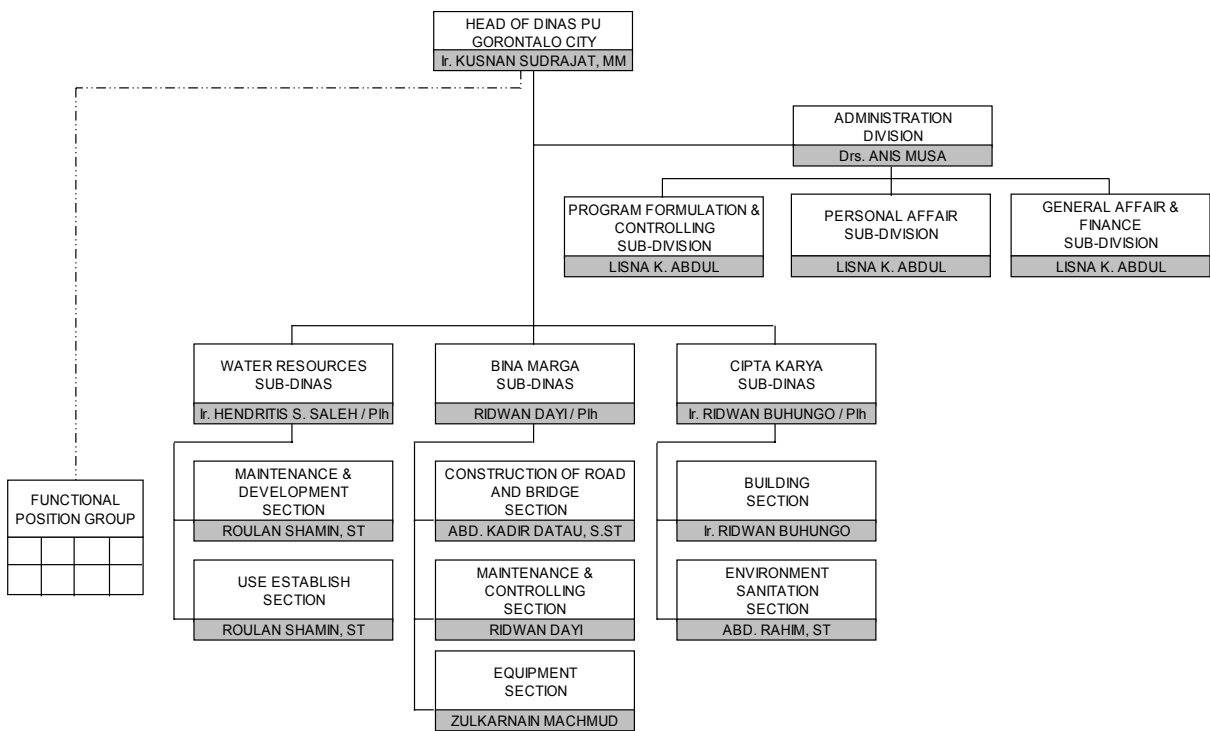 HEAD OF DINAS PU
GORONTALO CITY
Ir. KUSNAN SUDRAJAT, MM
ADMINISTRATION
DIVISION
Drs. ANIS MUSA
PROGRAM FORMULATION &
CONTROLLING
SUB-DIVISION
LISNA K. ABDUL
PERSONAL AFFAIR
SUB-DIVISION
LISNA K. ABDUL
GENERAL AFFAIR &
FINANCE
SUB-DIVISION
LISNA K. ABDUL
WATER RESOURCES
SUB-DINAS
Ir. HENDRITIS S. SALEH / Plh
BINA MARGA
SUB-DINAS
RIDWAN DAYI / Plh
CIPTA KARYA
SUB-DINAS
Ir. RIDWAN BUHUNGO / Plh
FUNCTIONAL
POSITION GROUP
MAINTENANCE &
DEVELOPMENT
SECTION
ROULAN SHAMIN, ST
CONSTRUCTION OF ROAD
AND BRIDGE
SECTION
ABD. KADIR DATAU, S.ST
BUILDING
SECTION
Ir. RIDWAN BUHUNGO
USE ESTABLISH
SECTION
ROULAN SHAMIN, ST
MAINTENANCE &
CONTROLLING
SECTION
RIDWAN DAYI
ENVIRONMENT
SANITATION
SECTION
ABD. RAHIM, ST
EQUIPMENT
SECTION
ZULKARNAIN MACHMUD